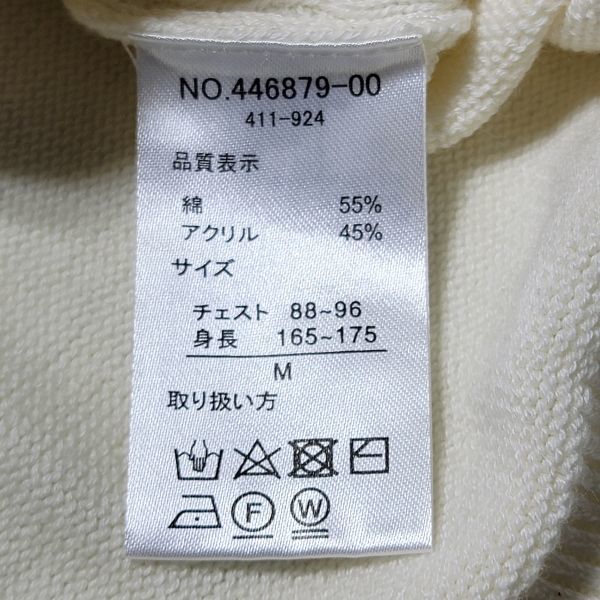 NO.446879-00
411-924
品質表示
綿 55%
アクリル 45%
サイズ
チェスト 88~96
身長 165~175
M
取り扱い方
F W